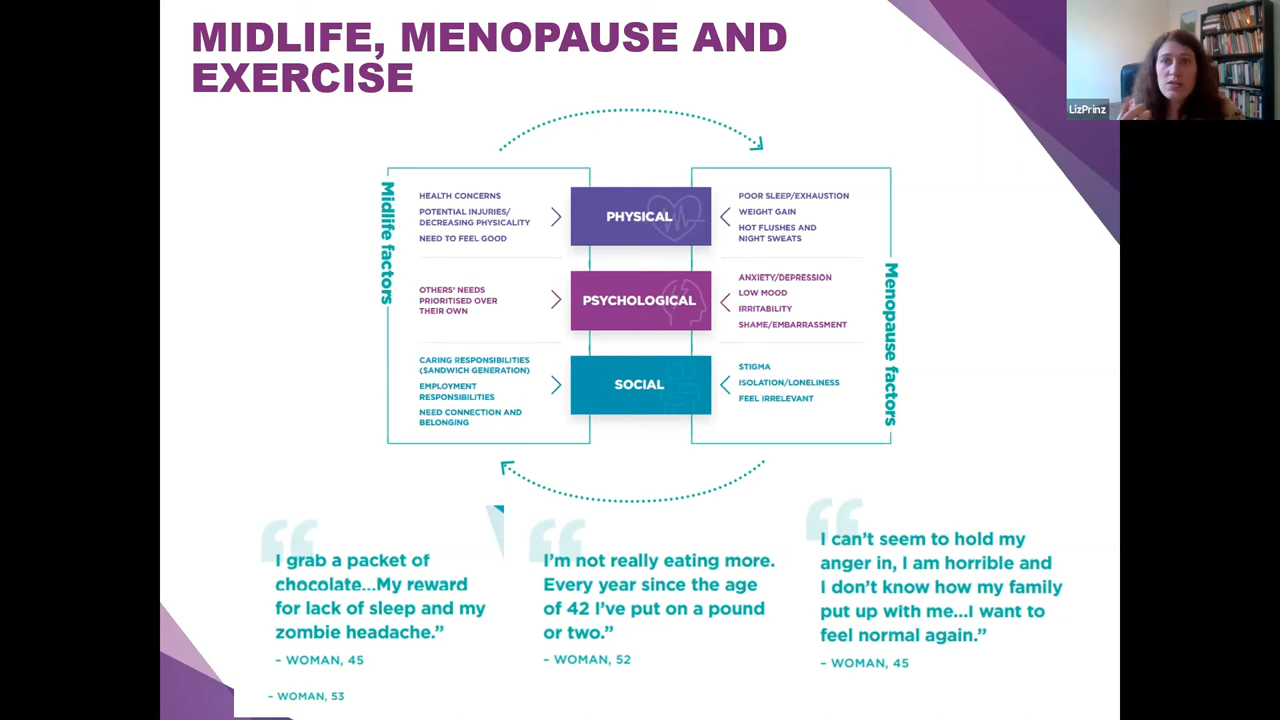 MIDLIFE, MENOPAUSE AND
EXERCISE
LizPrinz
Midlife factors
HEALTH CONCERNS
POTENTIAL INJURIES/
DECREASING PHYSICALITY
NEED TO FEEL GOOD
PHYSICAL
POOR SLEEP/EXHAUSTION
WEIGHT GAIN
HOT FLUSHES AND
NIGHT SWEATS
OTHERS' NEEDS
PRIORITISED OVER
THEIR OWN
PSYCHOLOGICAL
ANXIETY/DEPRESSION
LOW MOOD
IRRITABILITY
SHAME/EMBARRASSMENT
CARING RESPONSIBILITIES
(SANDWICH GENERATION)
EMPLOYMENT
RESPONSIBILITIES
NEED CONNECTION AND
BELONGING
SOCIAL
STIGMA
ISOLATION/LONELINESS
FEEL IRRELEVANT
Menopause factors
“
I grab a packet of
chocolate...My reward
for lack of sleep and my
zombie headache.”
– WOMAN, 45
– WOMAN, 53
“
I’m not really eating more.
Every year since the age
of 42 I’ve put on a pound
or two.”
– WOMAN, 52
“
I can’t seem to hold my
anger in, I am horrible and
I don’t know how my family
put up with me...I want to
feel normal again.”
– WOMAN, 45